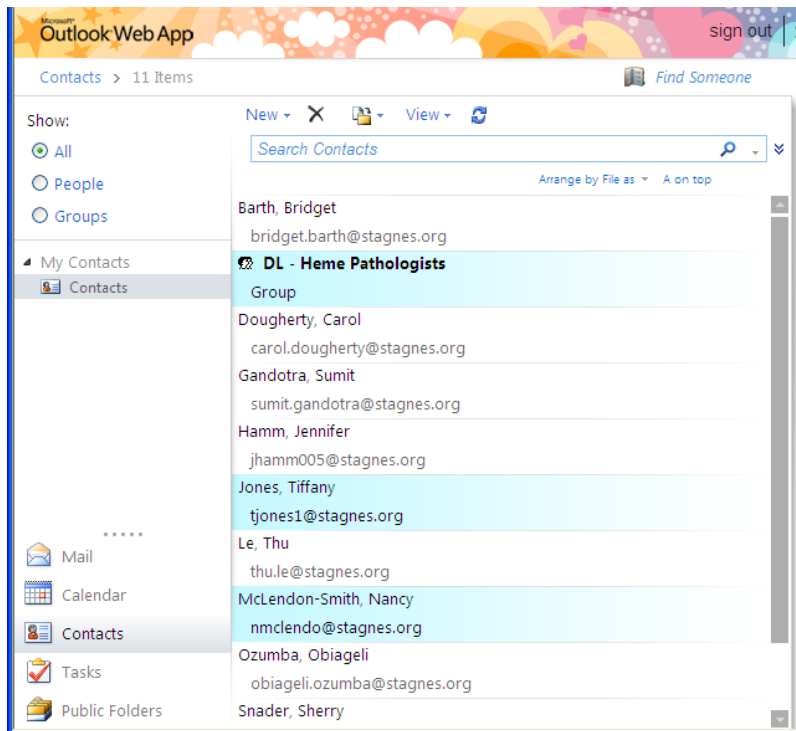 Microsoft®
Outlook Web App
sign out
Contacts > 11 Items
Find Someone
Show:
All
People
Groups
My Contacts
Contacts
Mail
Calendar
Contacts
Tasks
Public Folders
New
View
Search Contacts
Arrange by File as A on top
Barth, Bridget
bridget.barth@stagnes.org
DL - Heme Pathologists
Group
Dougherty, Carol
carol.dougherty@stagnes.org
Gandotra, Sumit
sumit.gandotra@stagnes.org
Hamm, Jennifer
jhamm005@stagnes.org
Jones, Tiffany
tjones1@stagnes.org
Le, Thu
thu.le@stagnes.org
McLendon-Smith, Nancy
nmclendo@stagnes.org
Ozumba, Obiageli
obiageli.ozumba@stagnes.org
Snader, Sherry